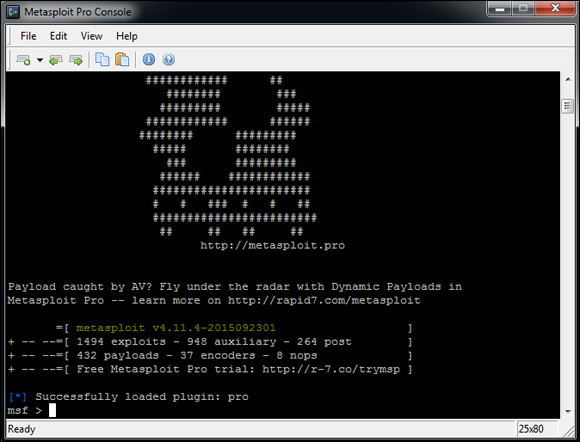 Metasploit Pro Console
File Edit View Help
############      ##
########        ###
#########        #####
############      ######
########      #########
#####       ########
###       #########
######    ############
#######################
#   #   ###  #   #   ##
########################
##     ##   ##     ##
http://metasploit.pro
Payload caught by AV? Fly under the radar with Dynamic Payloads in
Metasploit Pro -- learn more on http://rapid7.com/metasploit
=[ metasploit v4.11.4-2015092301 ]
+ -- --=[ 1494 exploits - 948 auxiliary - 264 post ]
+ -- --=[ 432 payloads - 37 encoders - 8 nops ]
+ -- --=[ Free Metasploit Pro trial: http://r-7.co/trymsp ]
[*] Successfully loaded plugin: pro
msf >
Ready 25x80